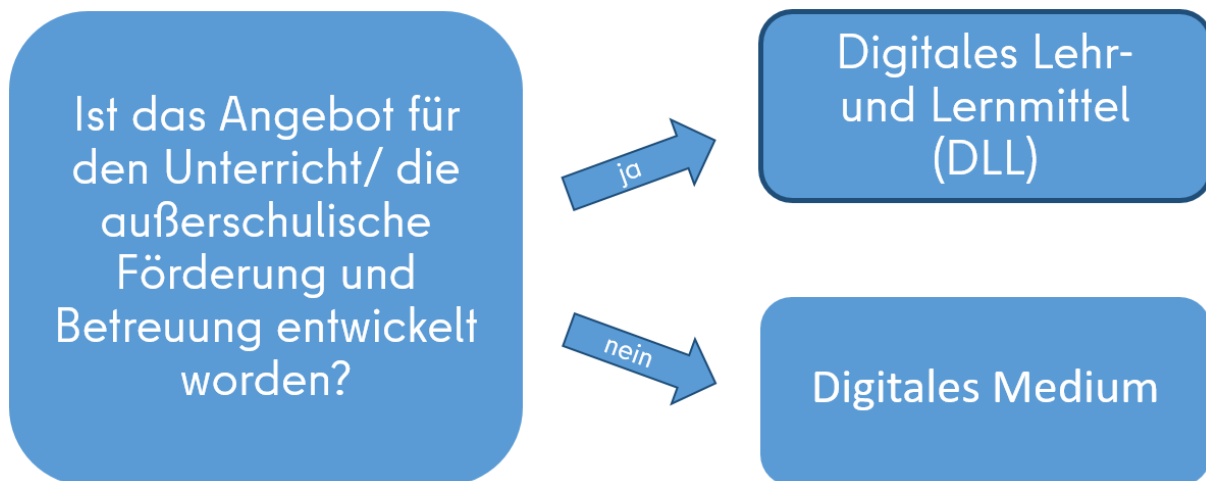 Ist das Angebot für
den Unterricht/ die
außerschulische
Förderung und
Betreuung entwickelt
worden?
ja
Digitales Lehr-
und Lernmittel
(DLL)
nein
Digitales Medium